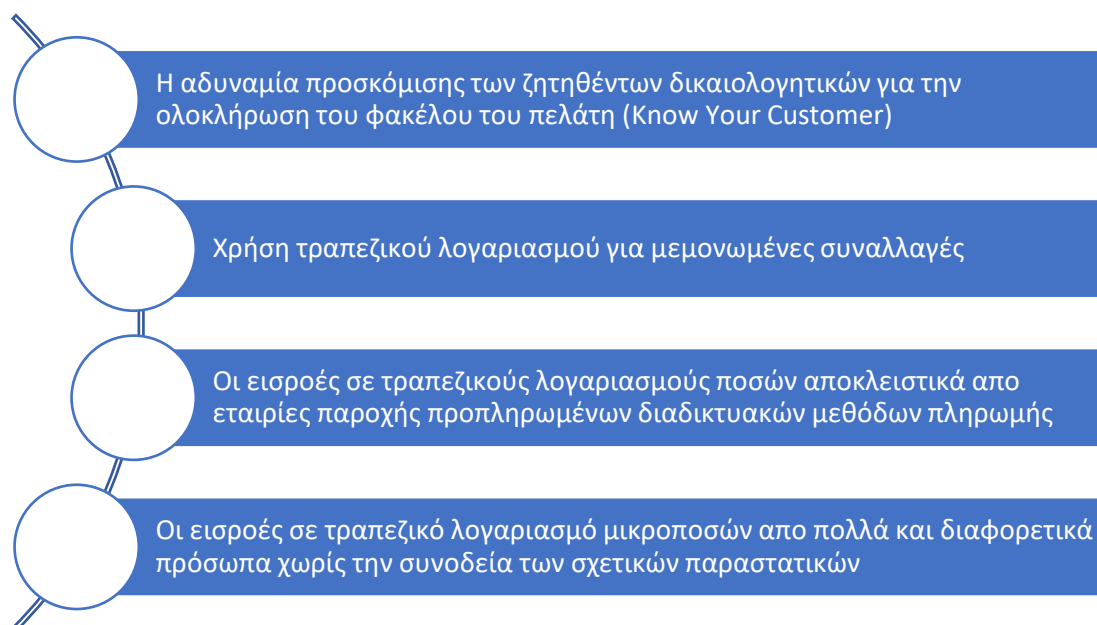 Η αδυναμία προσκόμισης των ζητηθέντων δικαιολογητικών για την
ολοκλήρωση του φακέλου του πελάτη (Know Your Customer)
Χρήση τραπεζικού λογαριασμού για μεμονωμένες συναλλαγές
Οι εισροές σε τραπεζικούς λογαριασμούς ποσών αποκλειστικά απο
εταιρίες παροχής προπληρωμένων διαδικτυακών μεθόδων πληρωμής
Οι εισροές σε τραπεζικό λογαριασμό μικροποσών απο πολλά και διαφορετικά
πρόσωπα χωρίς την συνοδεία των σχετικών παραστατικών